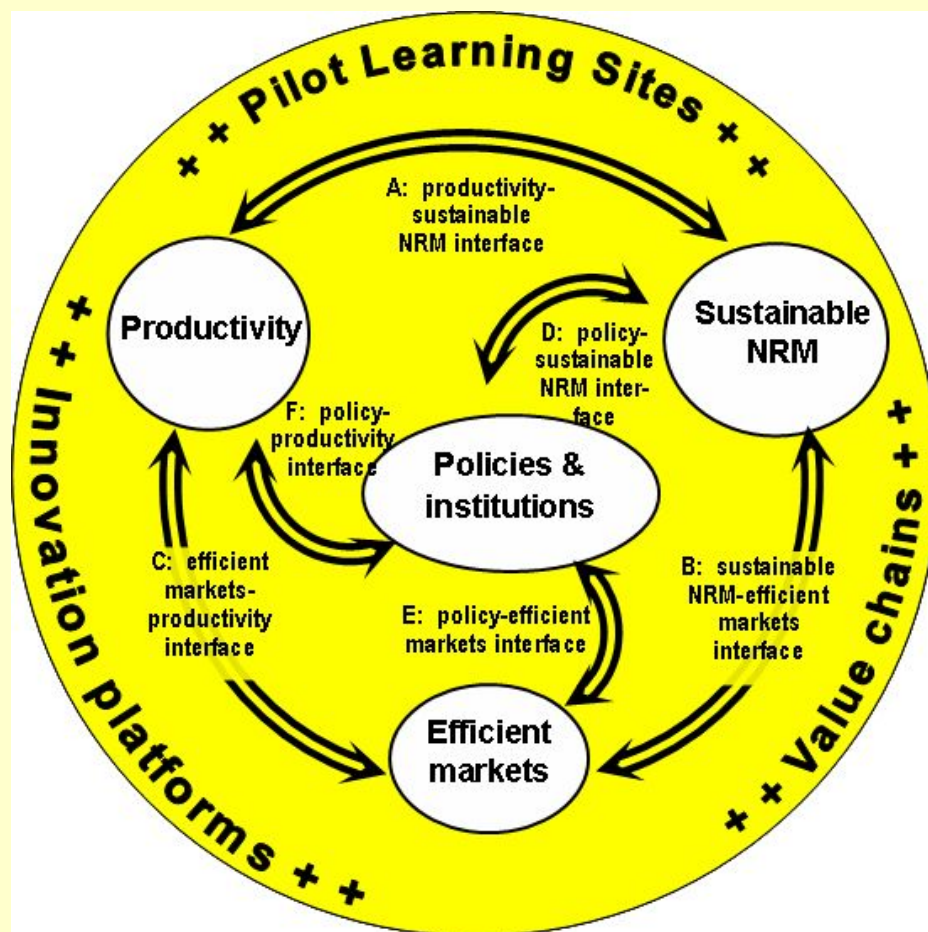 + + Pilot Learning Sites + +
A: productivity-
sustainable
NRM interface
Productivity
Sustainable
NRM
D: policy-
sustainable
NRM inter-
face
F: policy-
productivity
interface
Policies &
institutions
C: efficient
markets-
productivity
interface
E: policy-efficient
markets interface
B: sustainable
NRM-efficient
markets
interface
Efficient
markets
+ + Innovation platforms + +
+ + Value chains + +